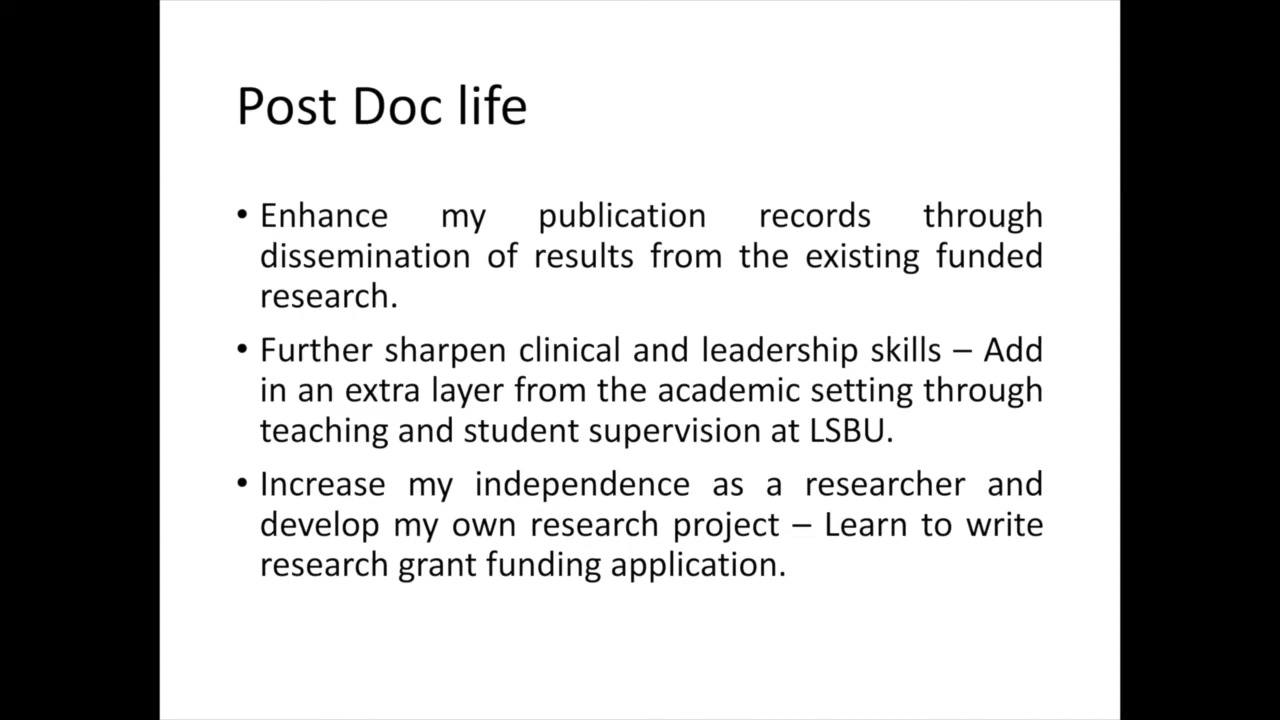 Post Doc life
• Enhance my publication records through
dissemination of results from the existing funded
research.
• Further sharpen clinical and leadership skills – Add
in an extra layer from the academic setting through
teaching and student supervision at LSBU.
• Increase my independence as a researcher and
develop my own research project – Learn to write
research grant funding application.